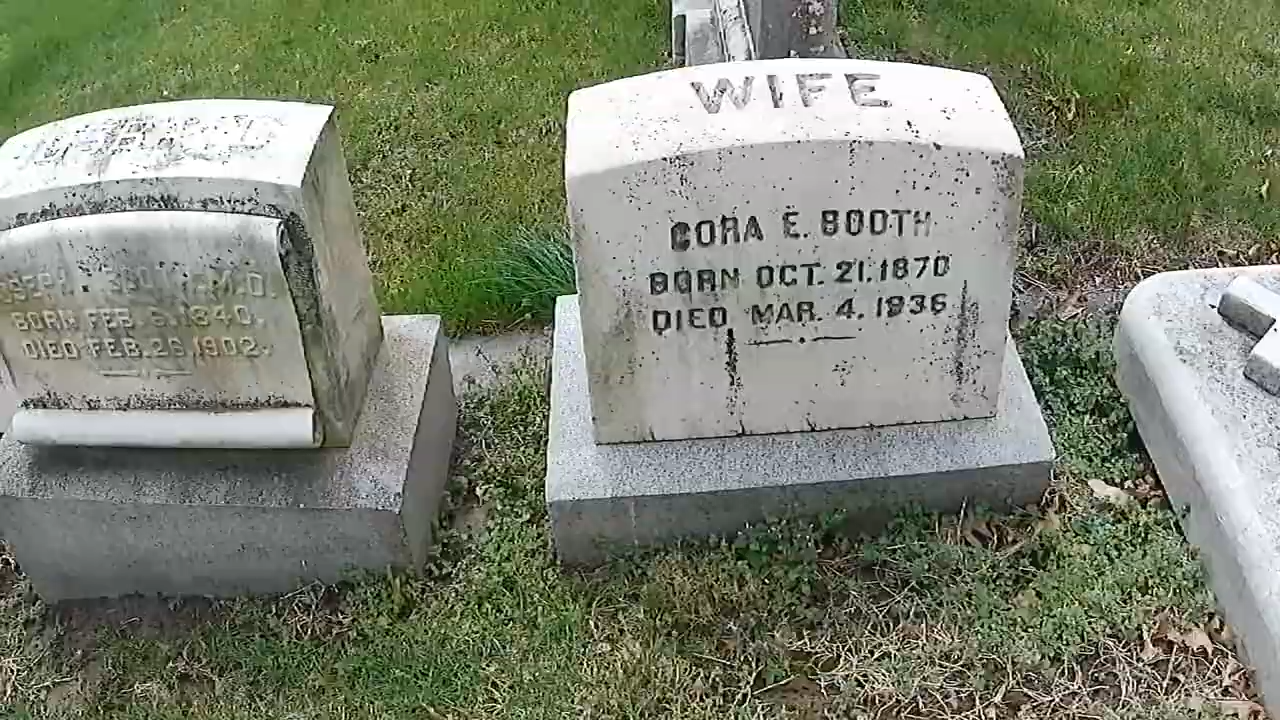 BORN FEB. 6, 1840.
DIED FEB. 26, 1902.
WIFE
CORA E. BOOTH
BORN OCT. 21, 1870
DIED MAR. 4, 1936